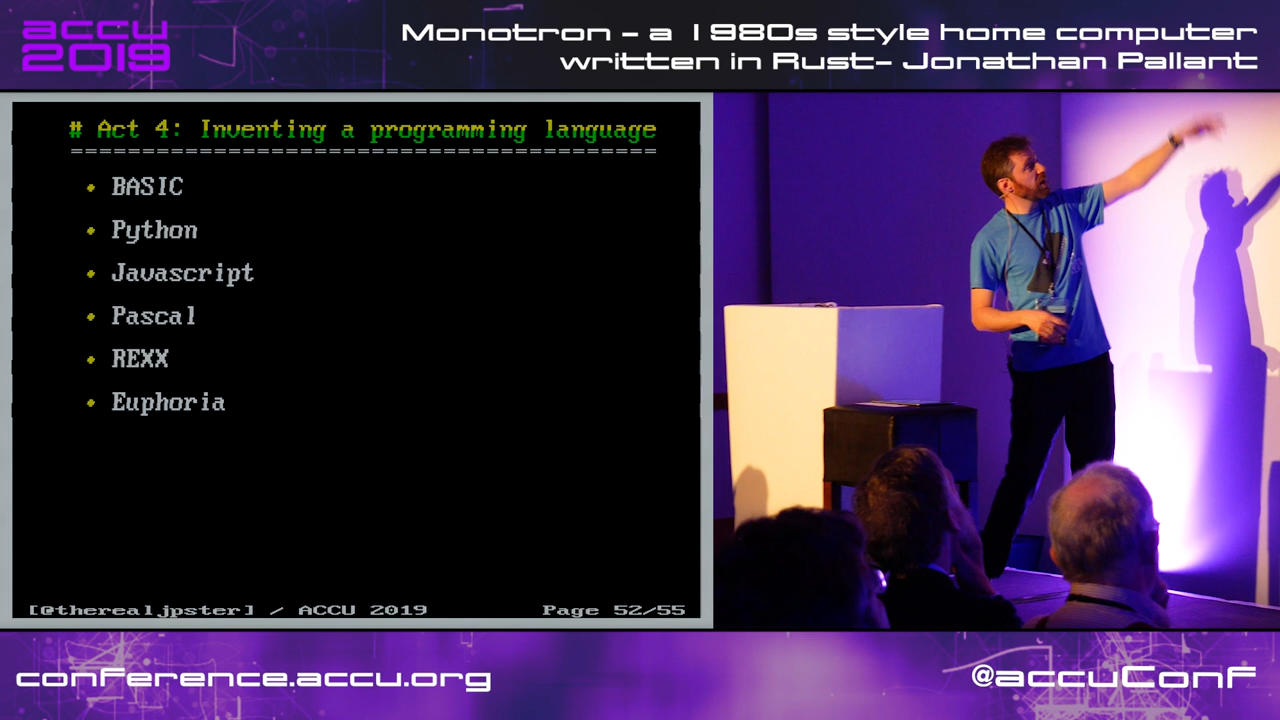 accu
2019
Monotron - a 1980s style home computer
written in Rust- Jonathan Pallant
# Act 4: Inventing a programming language
=========================================
• BASIC
• Python
• Javascript
• Pascal
• REXX
• Euphoria
[@therealjpster] / ACCU 2019
Page 52/55
conference.accu.org
@accuConf